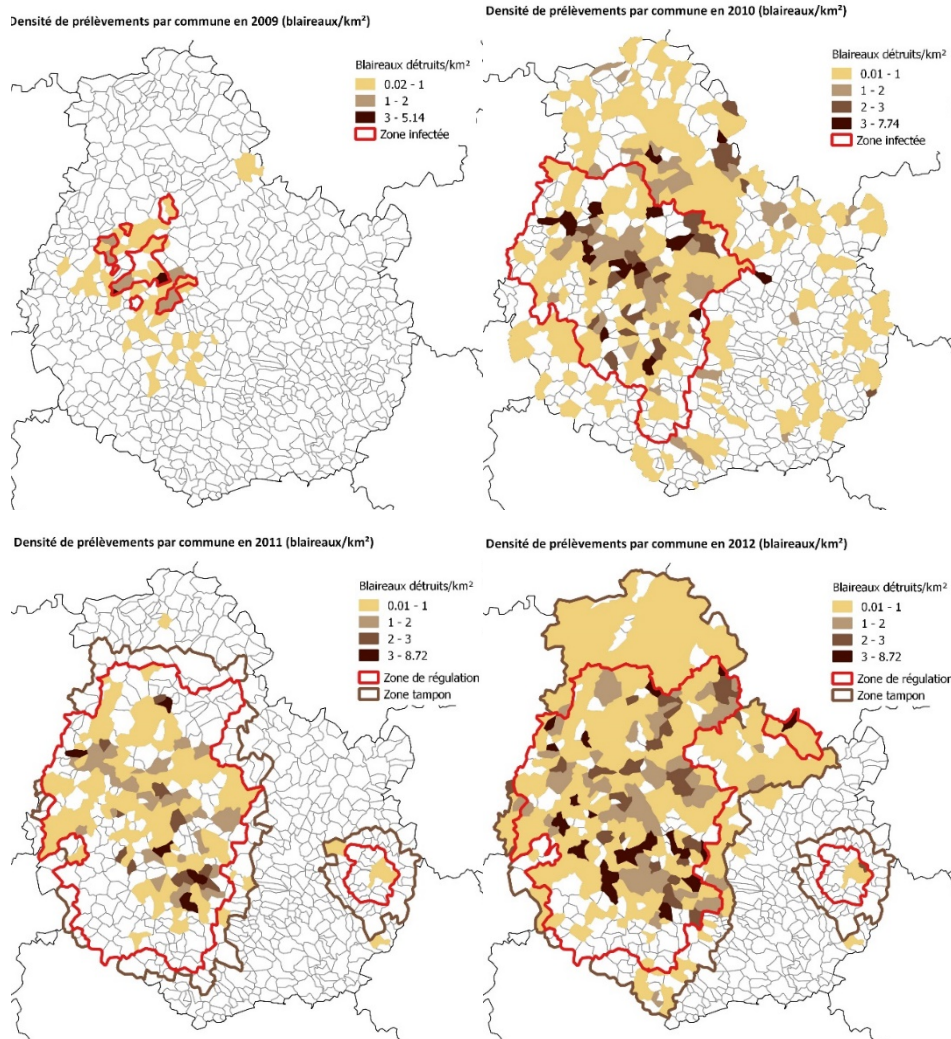 Densité de prélèvements par commune en 2009 (blaireaux/km²)
Blaireaux détruits/km²
0.02 - 1
1 - 2
3 - 5.14
Zone infectée
Densité de prélèvements par commune en 2010 (blaireaux/km²)
Blaireaux détruits/km²
0.01 - 1
1 - 2
2 - 3
3 - 7.74
Zone infectée
Densité de prélèvements par commune en 2011 (blaireaux/km²)
Blaireaux détruits/km²
0.01 - 1
1 - 2
2 - 3
3 - 8.72
Zone de régulation
Zone tampon
Densité de prélèvements par commune en 2012 (blaireaux/km²)
Blaireaux détruits/km²
0.01 - 1
1 - 2
2 - 3
3 - 8.72
Zone de régulation
Zone tampon